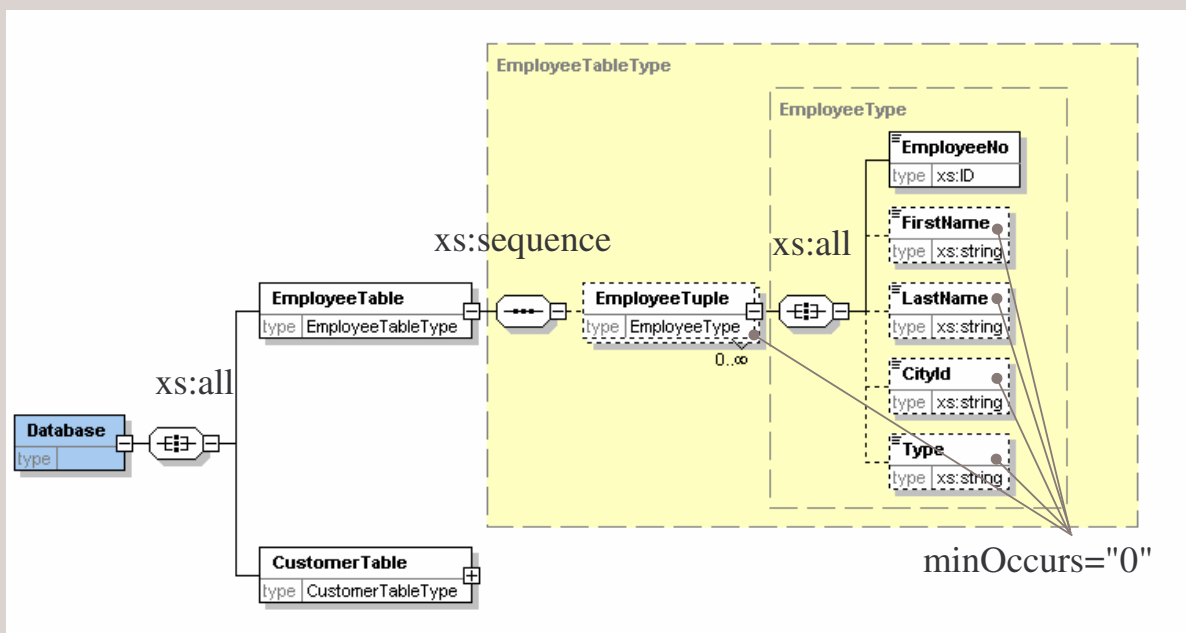 EmployeeTableType
EmployeeType
EmployeeNo
type xs:ID
FirstName
type xs:string
xs:sequence
xs:all
EmployeeTable
type EmployeeTableType
EmployeeTuple
type EmployeeType
0..∞
LastName
type xs:string
xs:all
CityId
type xs:string
Database
type
Type
type xs:string
CustomerTable
type CustomerTableType
minOccurs="0"